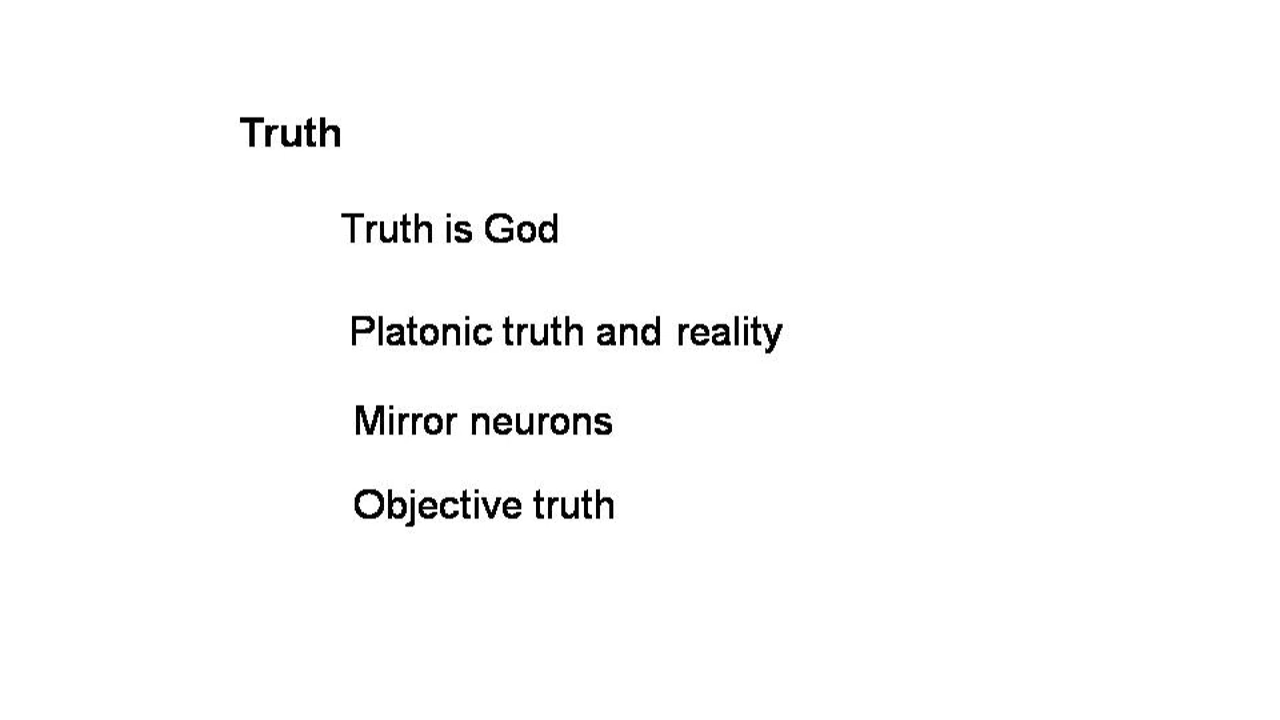 Truth
Truth is God
Platonic truth and reality
Mirror neurons
Objective truth